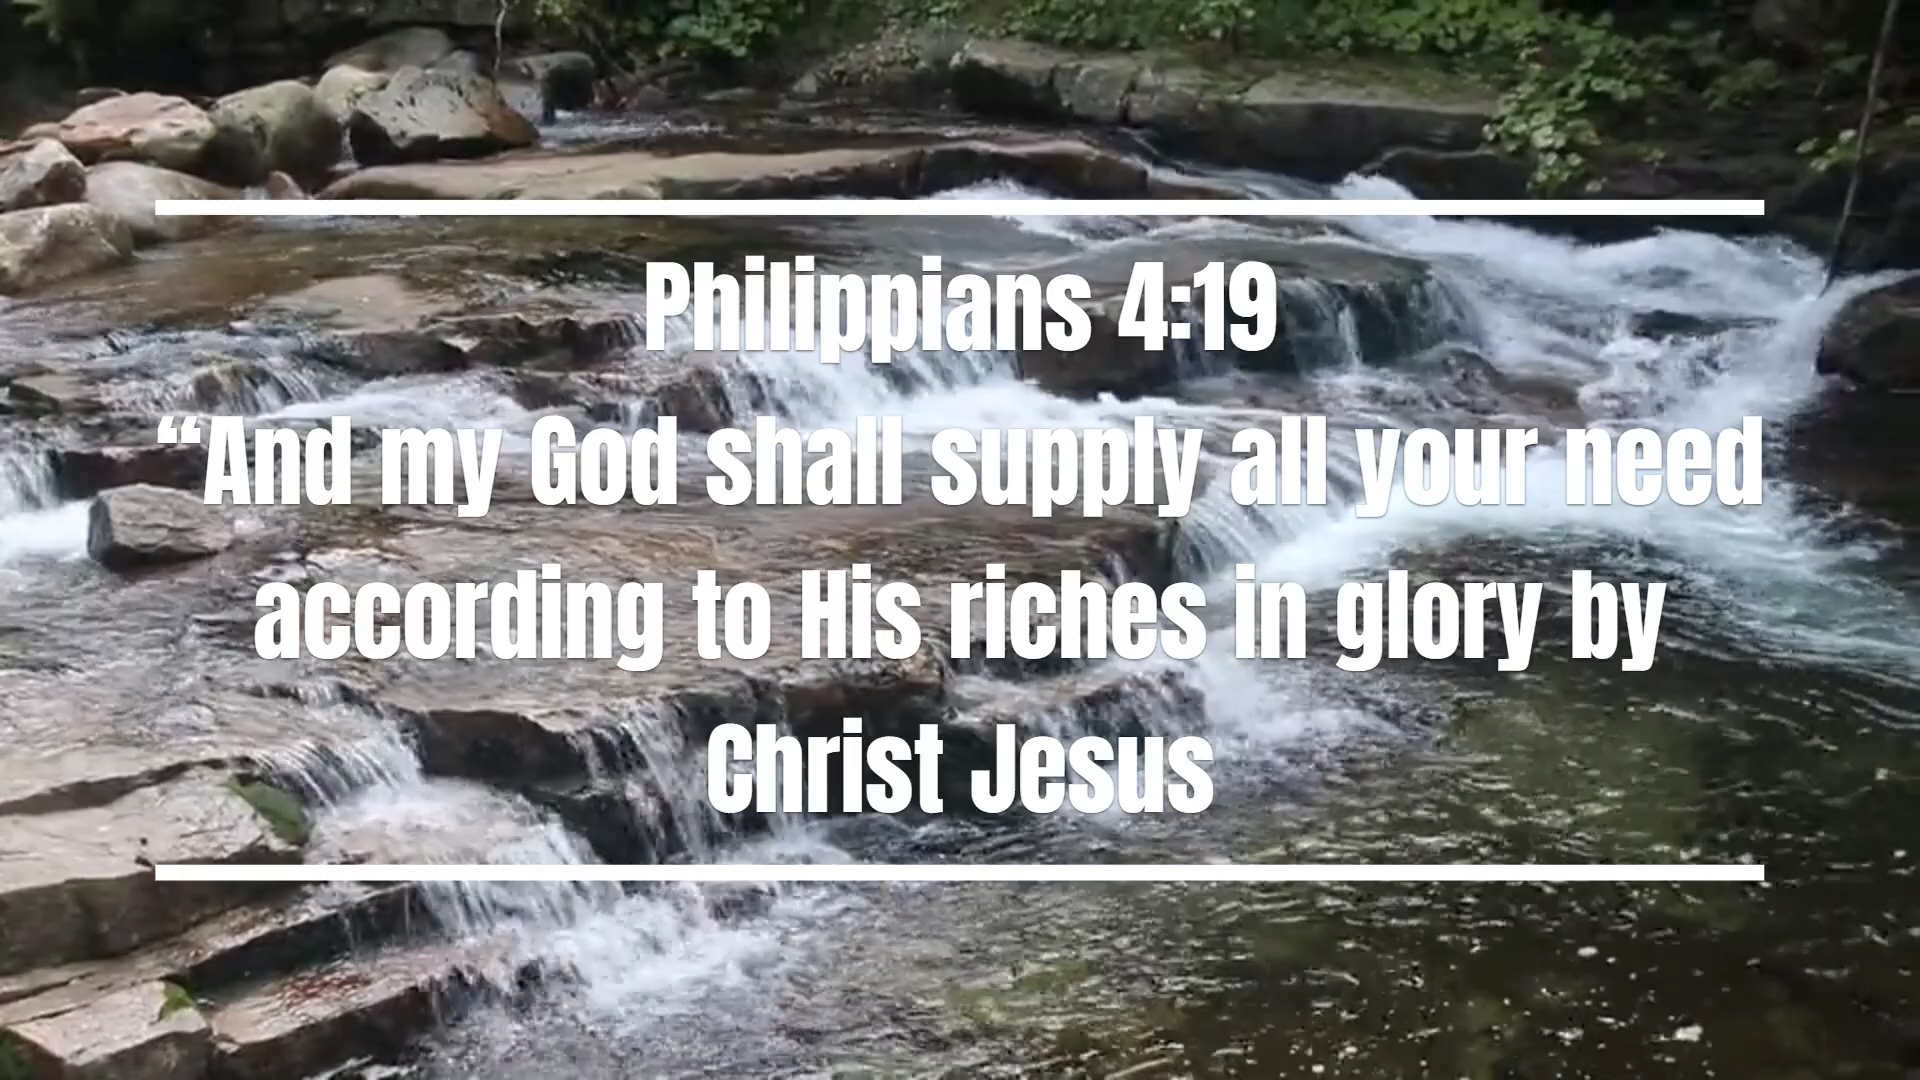 Philippians 4:19
“And my God shall supply all your need
according to His riches in glory by
Christ Jesus